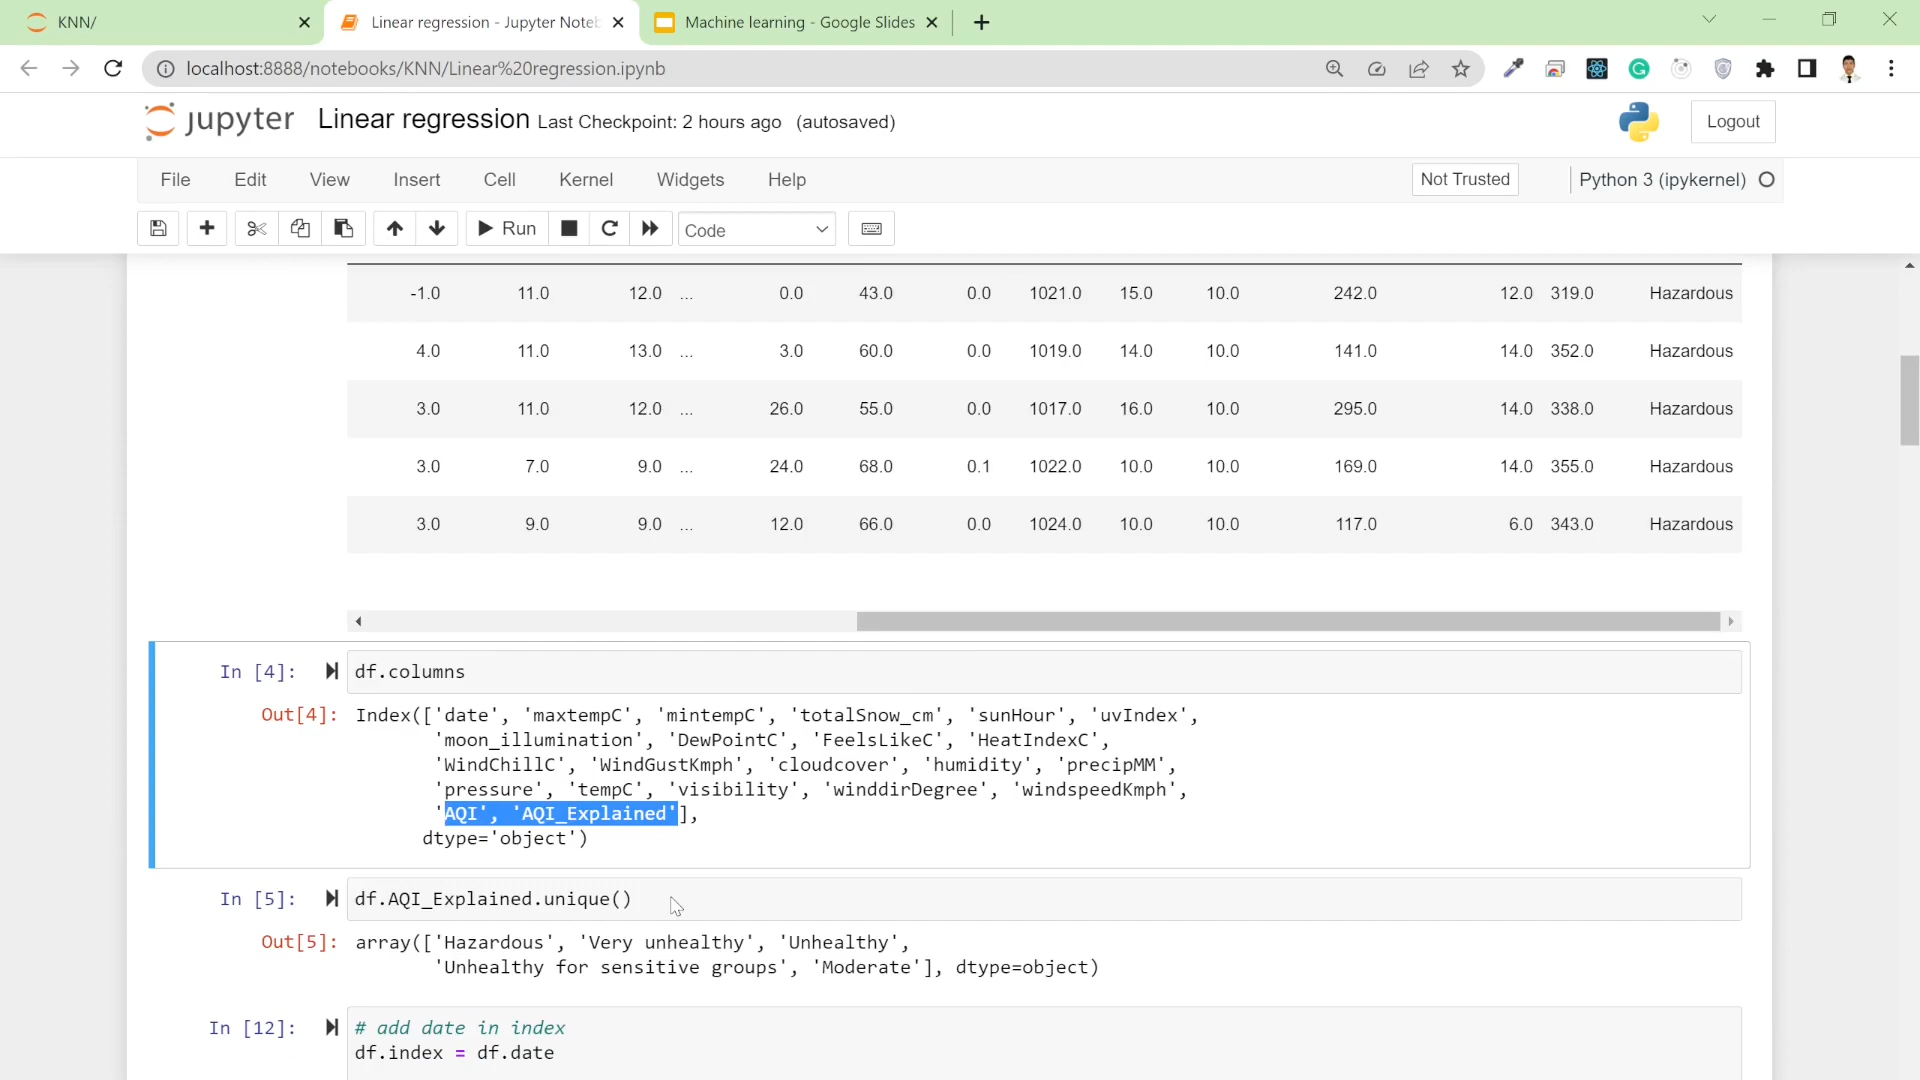 KNN/
Linear regression - Jupyter Noteb
Machine learning - Google Slides
localhost:8888/notebooks/KNN/Linear%20regression.ipynb
jupyter Linear regression Last Checkpoint: 2 hours ago (autosaved)
Logout
File Edit View Insert Cell Kernel Widgets Help
Not Trusted
Python 3 (ipykernel)
Run
Code
-1.0 11.0 12.0 ... 0.0 43.0 0.0 1021.0 15.0 10.0 242.0 12.0 319.0 Hazardous
4.0 11.0 13.0 ... 3.0 60.0 0.0 1019.0 14.0 10.0 141.0 14.0 352.0 Hazardous
3.0 11.0 12.0 ... 26.0 55.0 0.0 1017.0 16.0 10.0 295.0 14.0 338.0 Hazardous
3.0 7.0 9.0 ... 24.0 68.0 0.1 1022.0 10.0 10.0 169.0 14.0 355.0 Hazardous
3.0 9.0 9.0 ... 12.0 66.0 0.0 1024.0 10.0 10.0 117.0 6.0 343.0 Hazardous
In [4]: df.columns
Out[4]: Index(['date', 'maxtempC', 'mintempC', 'totalSnow_cm', 'sunHour', 'uvIndex',
'moon_illumination', 'DewPointC', 'FeelsLikeC', 'HeatIndexC',
'WindChillC', 'WindGustKmph', 'cloudcover', 'humidity', 'precipMM',
'pressure', 'tempC', 'visibility', 'winddirDegree', 'windspeedKmph',
'AQI', 'AQI_Explained'],
dtype='object')
In [5]: df.AQI_Explained.unique()
Out[5]: array(['Hazardous', 'Very unhealthy', 'Unhealthy',
'Unhealthy for sensitive groups', 'Moderate'], dtype=object)
In [12]: # add date in index
df.index = df.date